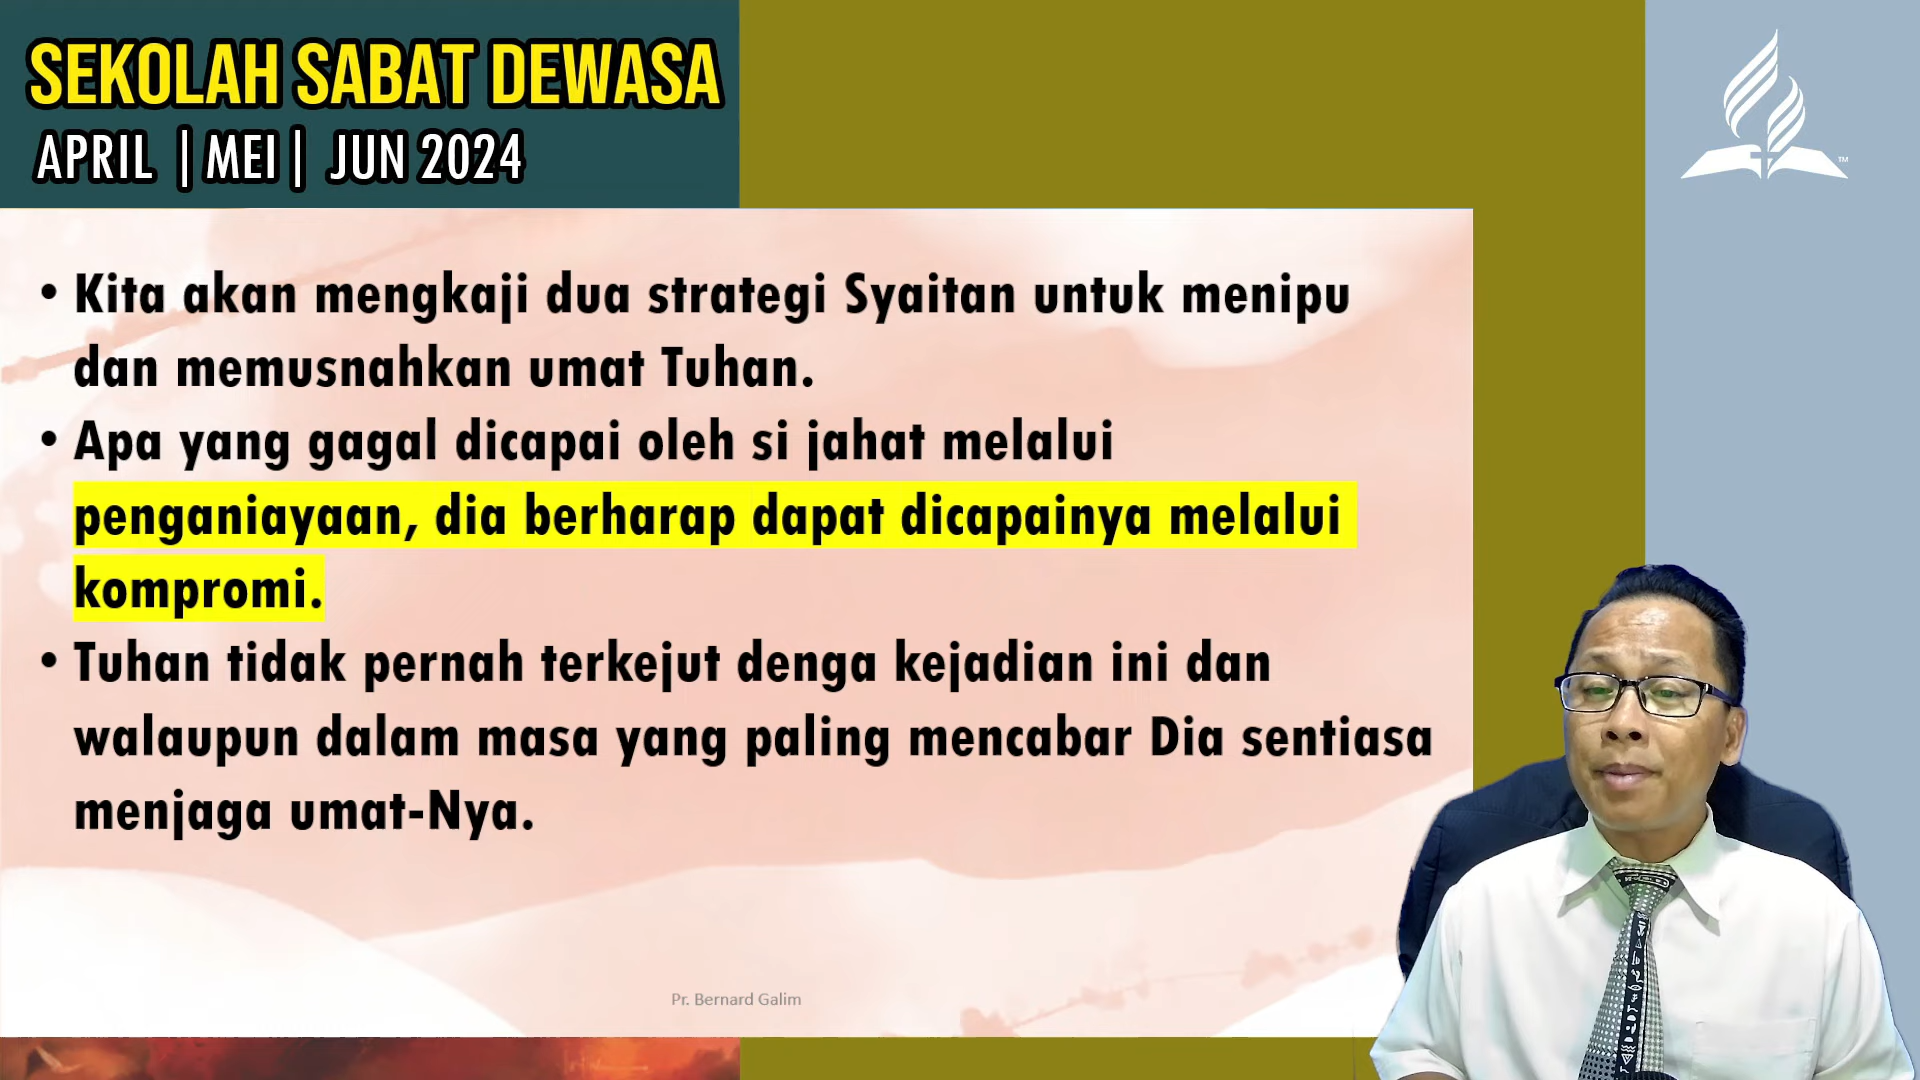 SEKOLAH SABAT DEWASA
APRIL | MEI | JUN 2024
™
• Kita akan mengkaji dua strategi Syaitan untuk menipu
dan memusnahkan umat Tuhan.
• Apa yang gagal dicapai oleh si jahat melalui
penganiayaan, dia berharap dapat dicapainya melalui
kompromi.
• Tuhan tidak pernah terkejut denga kejadian ini dan
walaupun dalam masa yang paling mencabar Dia sentiasa
menjaga umat-Nya.
Pr. Bernard Galim